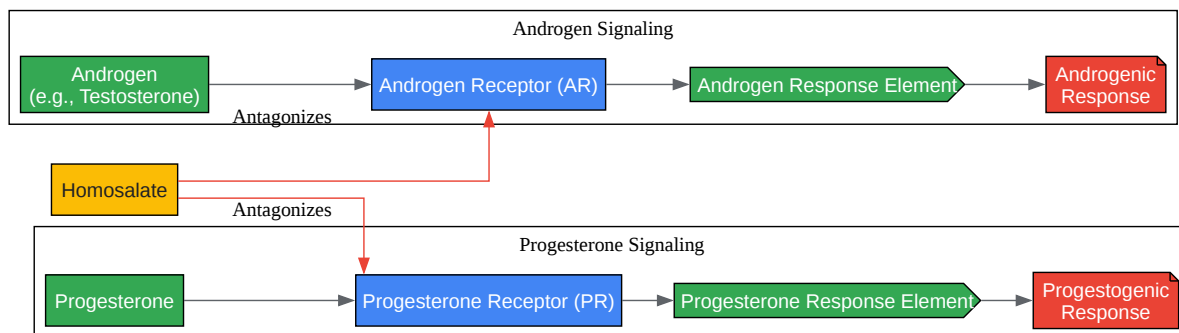 Androgen Signaling
Androgen
(e.g., Testosterone)
Androgen Receptor (AR)
Androgen Response Element
Androgenic
Response
Antagonizes
Homosalate
Antagonizes
Progesterone Signaling
Progesterone
Progesterone Receptor (PR)
Progesterone Response Element
Progestogenic
Response